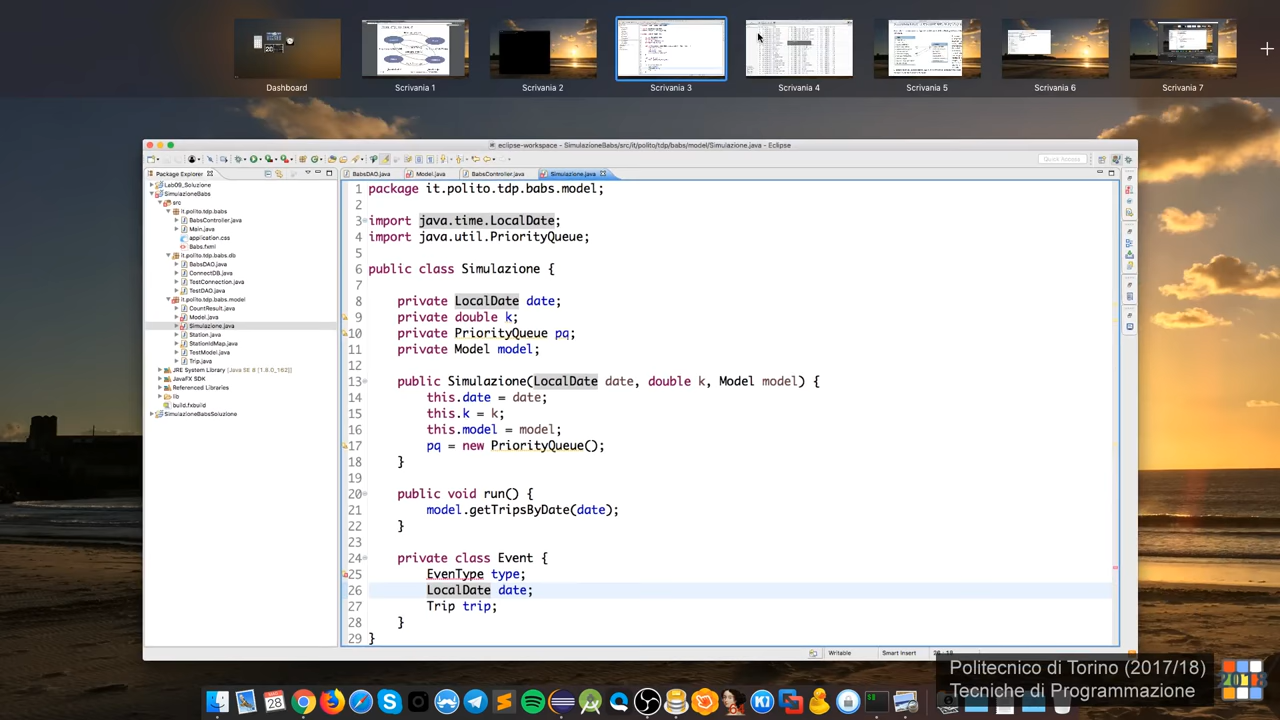 Dashboard
Scrivania 1
Scrivania 2
Scrivania 3
Scrivania 4
Scrivania 5
Scrivania 6
Scrivania 7
eclipse-workspace - SimulazioneBabs/src/it/polito/tdp/babs/model/Simulazione.java - Eclipse
Quick Access
Package Explorer
BabsDAO.java
Model.java
BabsController.java
Simulazione.java
Lab09_Soluzione
SimulazioneBabs
src
it.polito.tdp.babs
BabsController.java
Main.java
application.css
Babs.fxml
it.polito.tdp.babs.db
BabsDAO.java
ConnectDB.java
TestConnection.java
TestDAO.java
it.polito.tdp.babs.model
CountResult.java
Model.java
Simulazione.java
Station.java
StationIdMap.java
TestModel.java
Trip.java
JRE System Library [Java SE 8 [1.8.0_162]]
JavaFX SDK
Referenced Libraries
lib
build.fxbuild
SimulazioneBabsSoluzione
1 package it.polito.tdp.babs.model;
2
3 import java.time.LocalDate;
4 import java.util.PriorityQueue;
5
6 public class Simulazione {
7
8 private LocalDate date;
9 private double k;
10 private PriorityQueue pq;
11 private Model model;
12
13 public Simulazione(LocalDate date, double k, Model model) {
14 this.date = date;
15 this.k = k;
16 this.model = model;
17 pq = new PriorityQueue();
18 }
19
20 public void run() {
21 model.getTripsByDate(date);
22 }
23
24 private class Event {
25 EvenType type;
26 LocalDate date;
27 Trip trip;
28 }
29 }
Writable
Smart Insert
Politecnico di Torino (2017/18)
Tecniche di Programmazione
2018